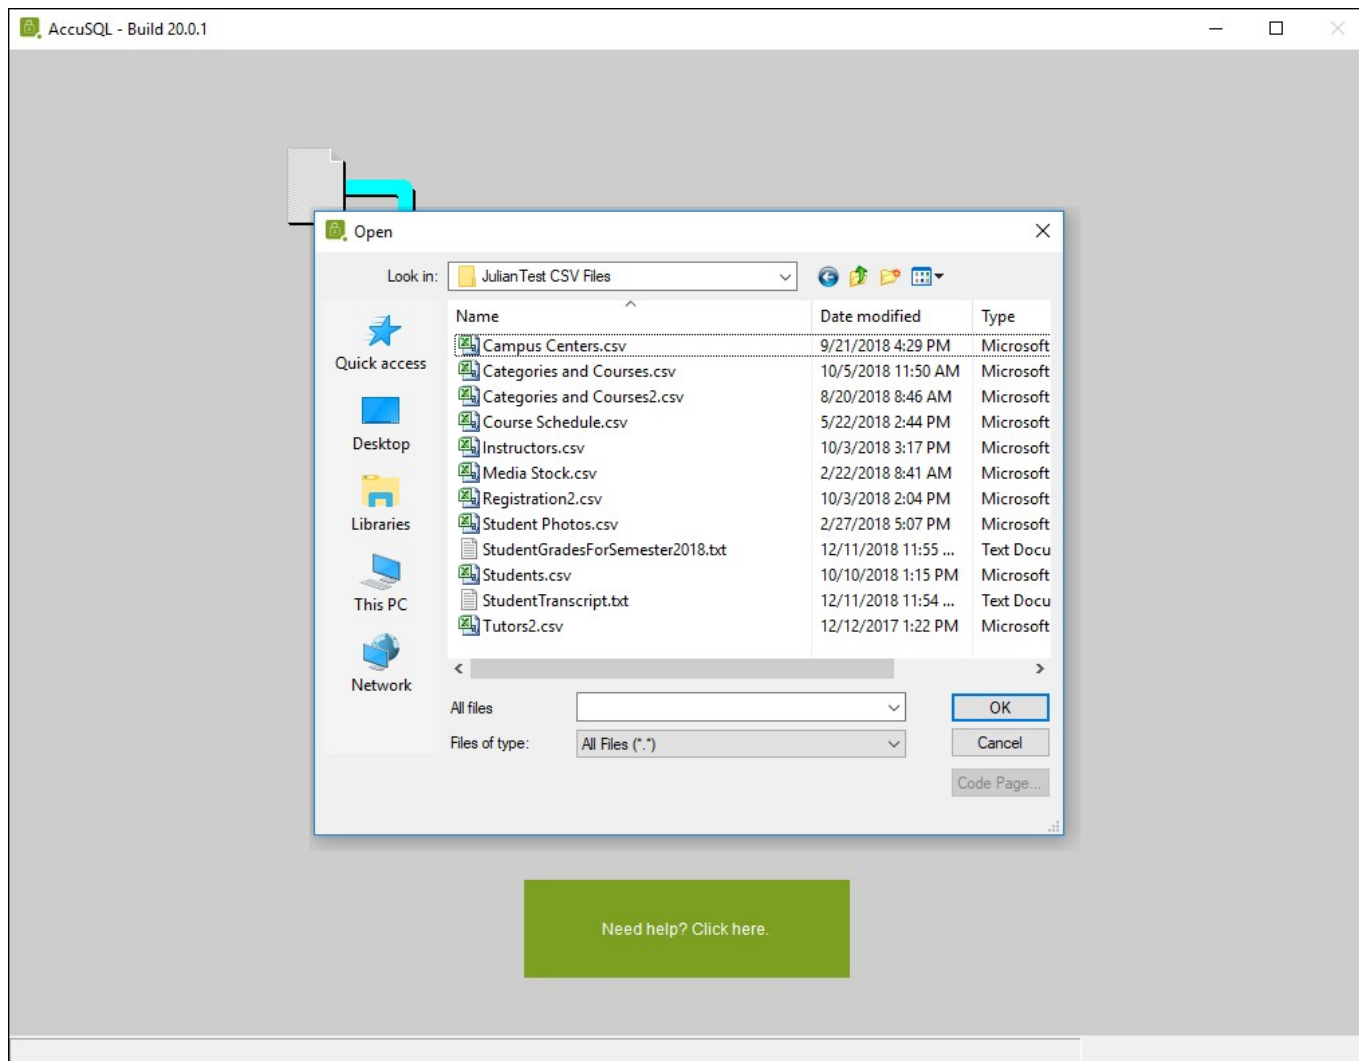 AccuSQL - Build 20.0.1
Open
Look in: JulianTest CSV Files
Name Date modified Type
Campus Centers.csv 9/21/2018 4:29 PM Microsoft
Categories and Courses.csv 10/5/2018 11:50 AM Microsoft
Categories and Courses2.csv 8/20/2018 8:46 AM Microsoft
Course Schedule.csv 5/22/2018 2:44 PM Microsoft
Instructors.csv 10/3/2018 3:17 PM Microsoft
Media Stock.csv 2/22/2018 8:41 AM Microsoft
Registration2.csv 10/3/2018 2:04 PM Microsoft
Student Photos.csv 2/27/2018 5:07 PM Microsoft
StudentGradesForSemester2018.txt 12/11/2018 11:55 ... Text Docu
Students.csv 10/10/2018 1:15 PM Microsoft
StudentTranscript.txt 12/11/2018 11:54 ... Text Docu
Tutors2.csv 12/12/2017 1:22 PM Microsoft
Quick access
Desktop
Libraries
This PC
Network
All files OK
Files of type: All Files (*.*) Cancel
Code Page...
Need help? Click here.